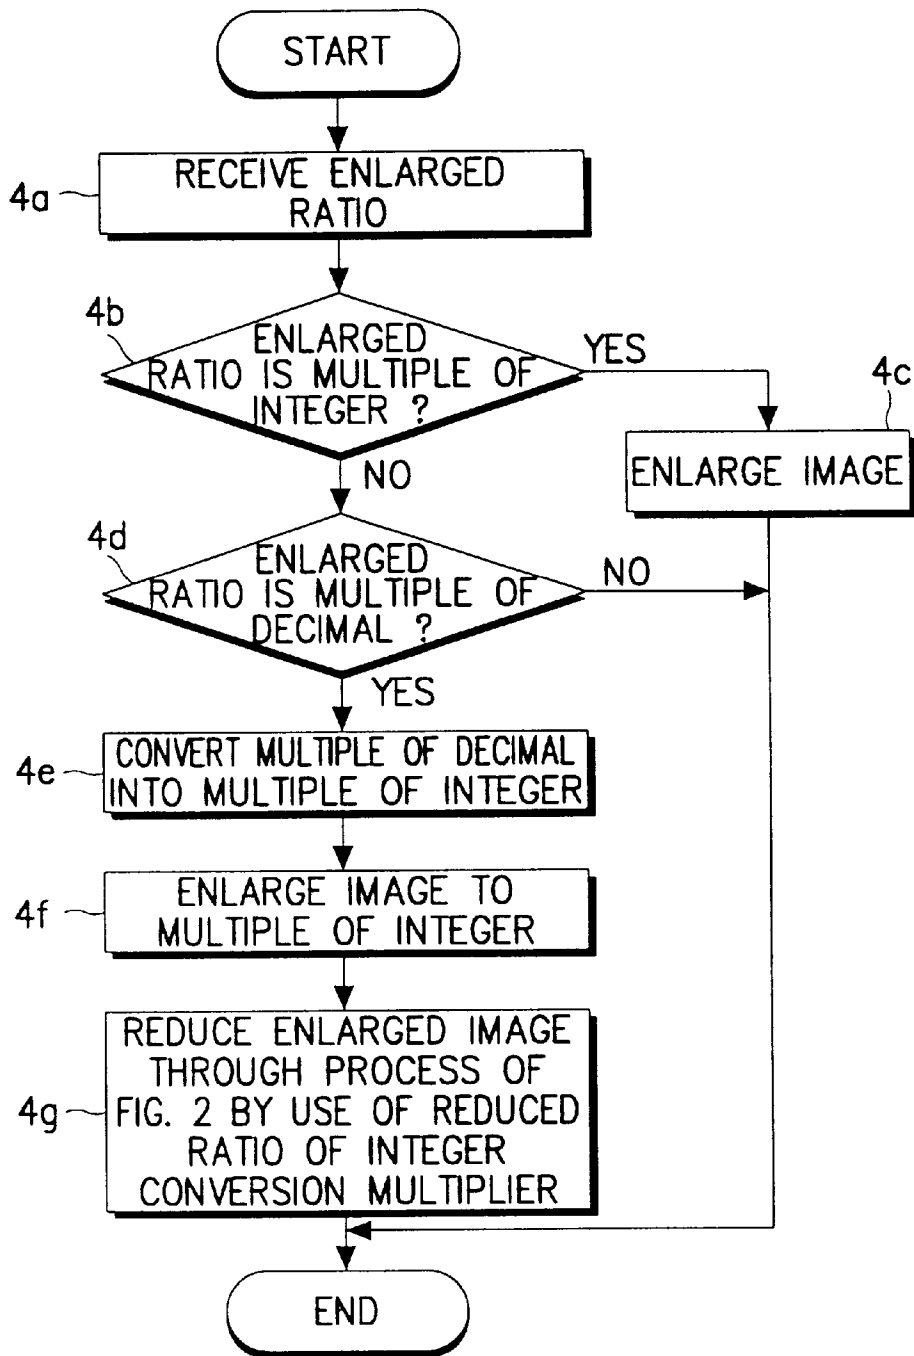 START
4a
RECEIVE ENLARGED
RATIO
4b
ENLARGED
RATIO IS MULTIPLE OF
INTEGER ?
YES
4c
ENLARGE IMAGE
NO
4d
ENLARGED
RATIO IS MULTIPLE OF
DECIMAL ?
NO
YES
4e
CONVERT MULTIPLE OF DECIMAL
INTO MULTIPLE OF INTEGER
4f
ENLARGE IMAGE TO
MULTIPLE OF INTEGER
4g
REDUCE ENLARGED IMAGE
THROUGH PROCESS OF
FIG. 2 BY USE OF REDUCED
RATIO OF INTEGER
CONVERSION MULTIPLIER
END